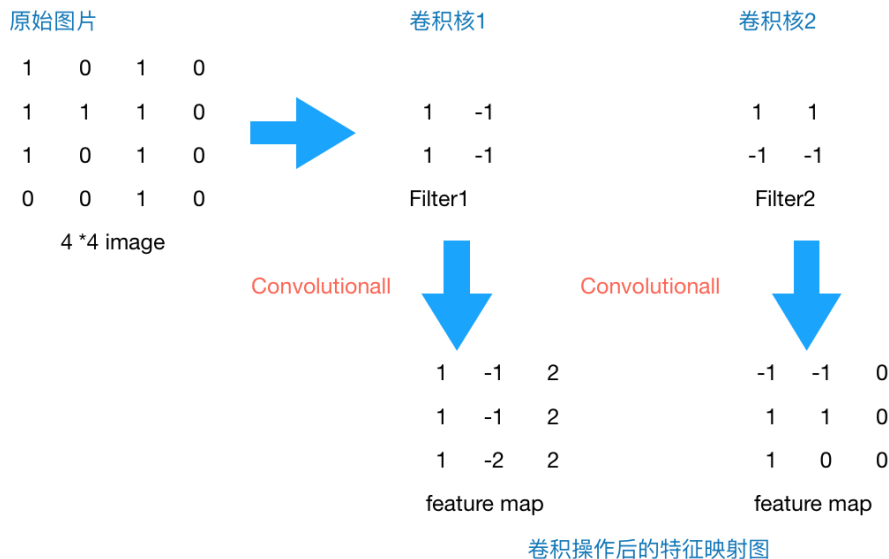 原始图片 卷积核1 卷积核2
1 0 1 0
1 1 1 0 1 -1 1 1
1 0 1 0 1 -1 -1 -1
0 0 1 0 Filter1 Filter2
4 *4 image
Convolutionall Convolutionall
1 -1 2 -1 -1 0
1 -1 2 1 1 0
1 -2 2 1 0 0
feature map feature map
卷积操作后的特征映射图